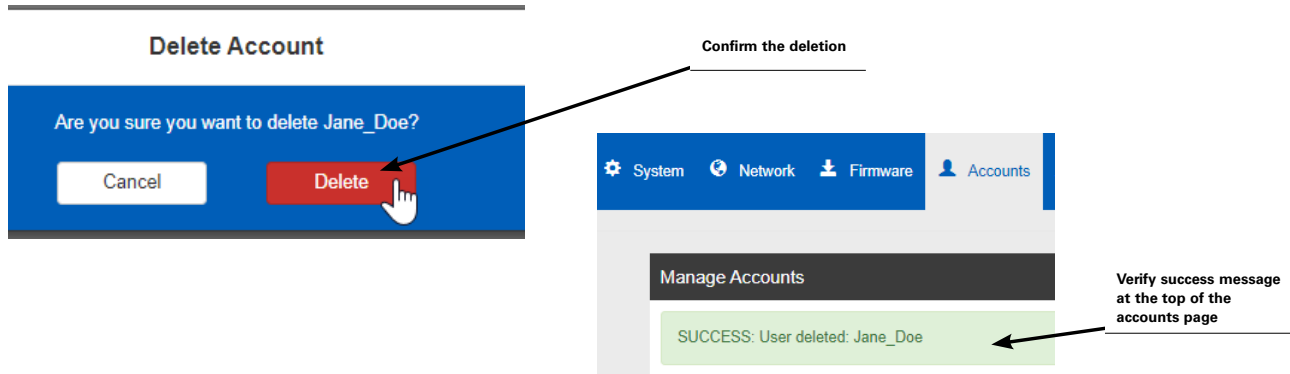 Delete Account
Confirm the deletion
Are you sure you want to delete Jane_Doe?
Cancel Delete
System Network Firmware Accounts
Manage Accounts
SUCCESS: User deleted: Jane_Doe
Verify success message
at the top of the
accounts page